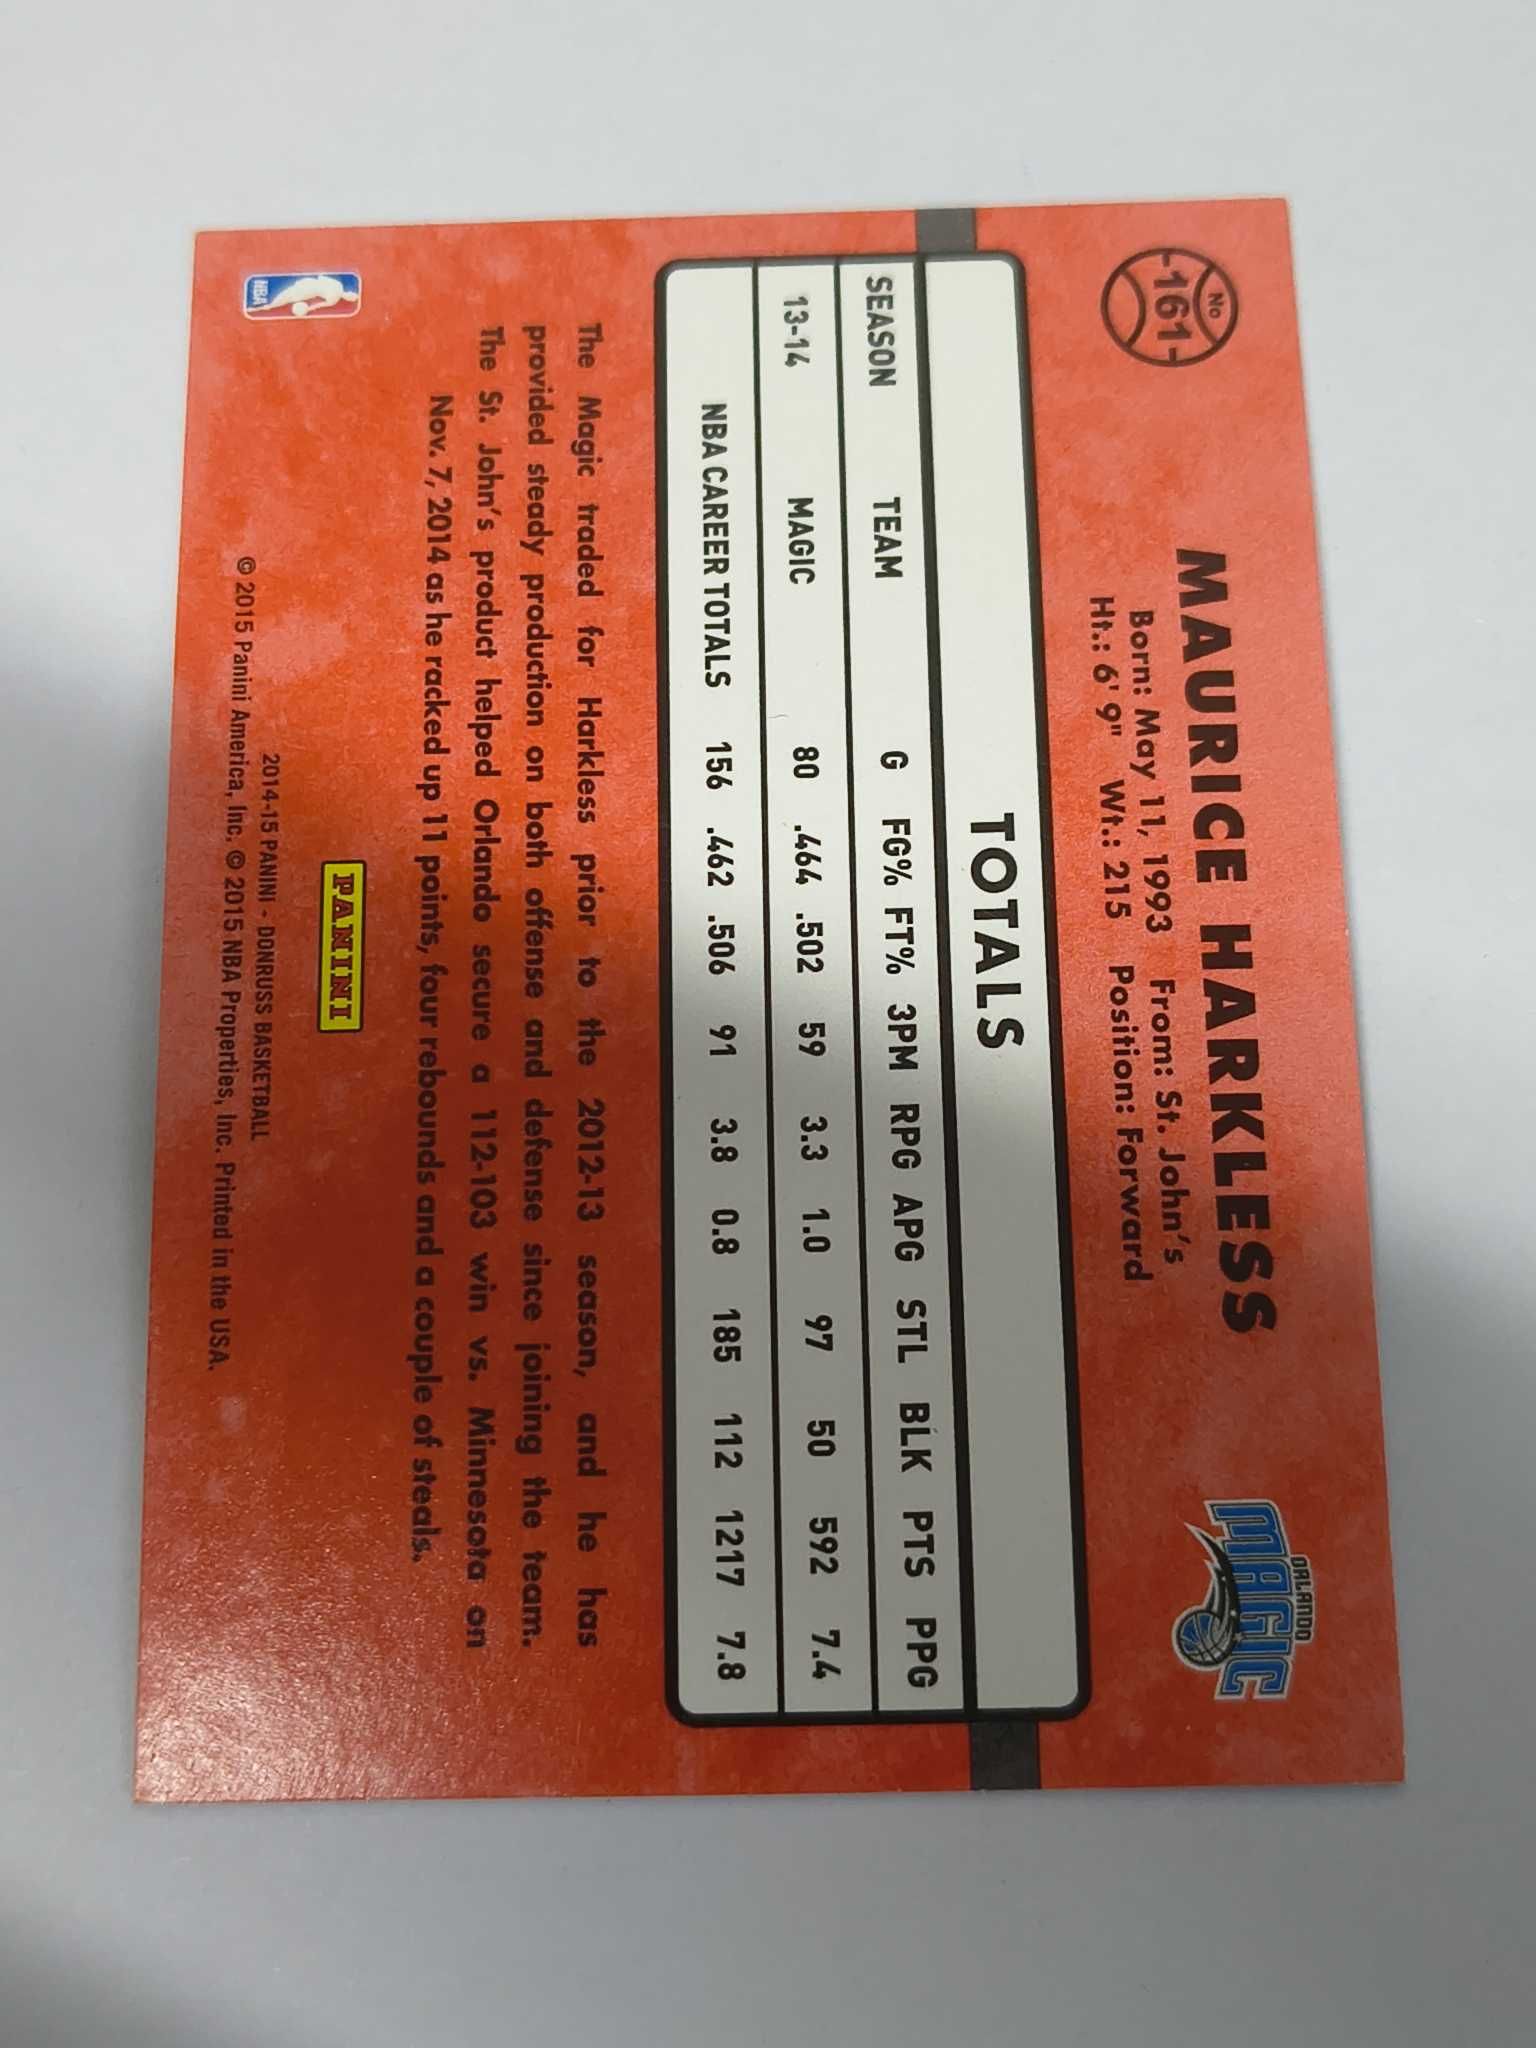 No
-161-
MAURICE HARKLESS
Born: May 11, 1993 From: St. John's
Ht.: 6' 9" Wt.: 215 Position: Forward
ORLANDO
MAGIC
TOTALS
SEASON TEAM G FG% FT% 3PM RPG APG STL BLK PTS PPG
13-14 MAGIC 80 .464 .502 59 3.3 1.0 97 50 592 7.4
NBA CAREER TOTALS 156 .462 .506 91 3.8 0.8 185 112 1217 7.8
The Magic traded for Harkless prior to the 2012-13 season, and he has
provided steady production on both offense and defense since joining the team.
The St. John's product helped Orlando secure a 112-103 win vs. Minnesota on
Nov. 7, 2014 as he racked up 11 points, four rebounds and a couple of steals.
NBA
PANINI
2014-15 PANINI - DONRUSS BASKETBALL
© 2015 Panini America, Inc. © 2015 NBA Properties, Inc. Printed in the USA.